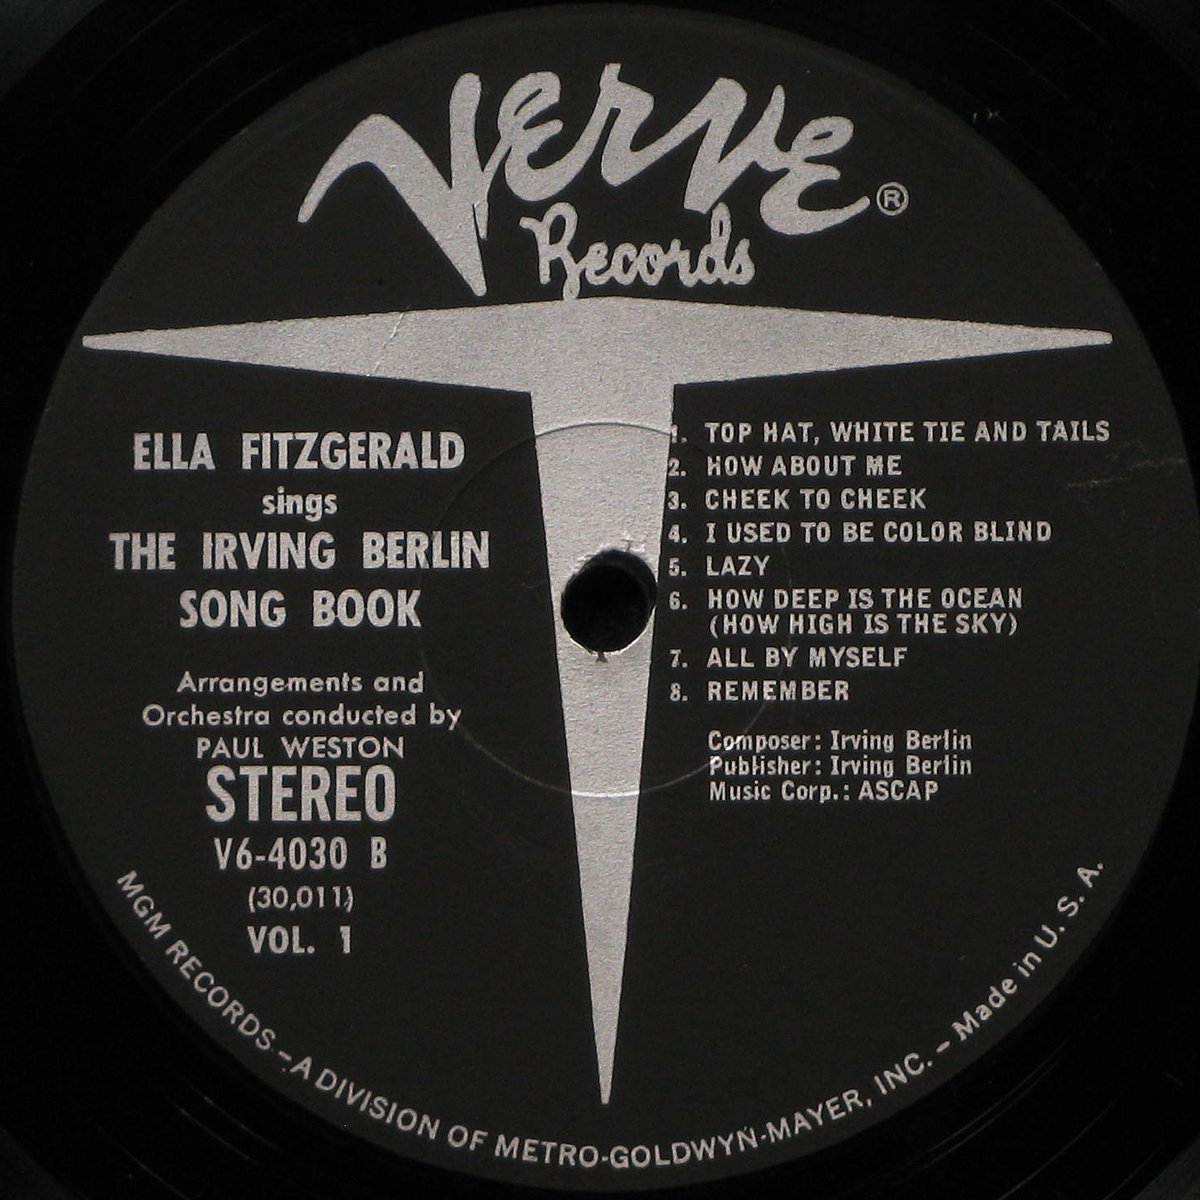 Verve ®
Records
ELLA FITZGERALD
sings
THE IRVING BERLIN
SONG BOOK
Arrangements and
Orchestra conducted by
PAUL WESTON
STEREO
V6-4030 B
(30,011)
VOL. 1
1. TOP HAT, WHITE TIE AND TAILS
2. HOW ABOUT ME
3. CHEEK TO CHEEK
4. I USED TO BE COLOR BLIND
5. LAZY
6. HOW DEEP IS THE OCEAN
(HOW HIGH IS THE SKY)
7. ALL BY MYSELF
8. REMEMBER
Composer: Irving Berlin
Publisher: Irving Berlin
Music Corp.: ASCAP
MGM RECORDS – A DIVISION OF METRO-GOLDWYN-MAYER, INC. – Made in U. S. A.